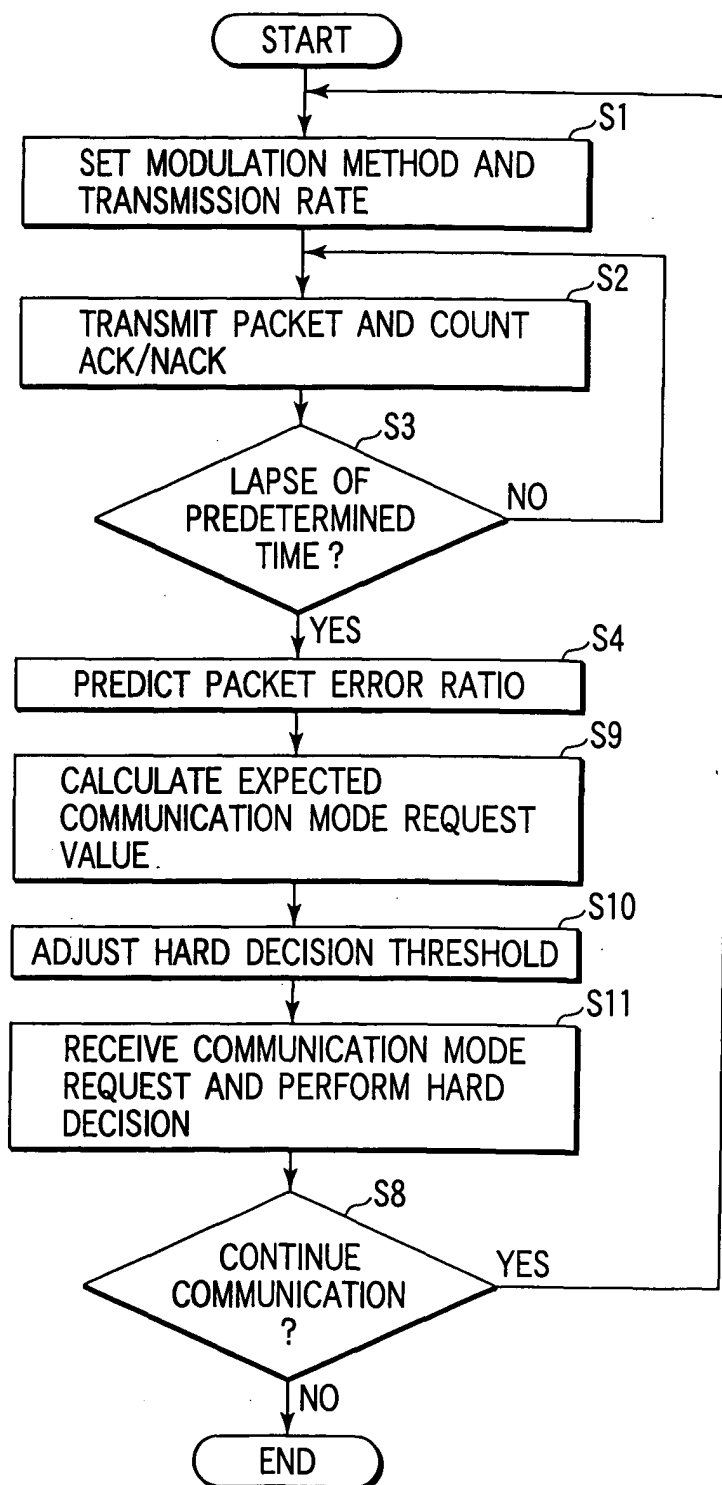 START
S1
SET MODULATION METHOD AND
TRANSMISSION RATE
S2
TRANSMIT PACKET AND COUNT
ACK/NACK
S3
LAPSE OF
PREDETERMINED
TIME ?
NO
YES
S4
PREDICT PACKET ERROR RATIO
S9
CALCULATE EXPECTED
COMMUNICATION MODE REQUEST
VALUE.
S10
ADJUST HARD DECISION THRESHOLD
S11
RECEIVE COMMUNICATION MODE
REQUEST AND PERFORM HARD
DECISION
S8
CONTINUE
COMMUNICATION
?
YES
NO
END